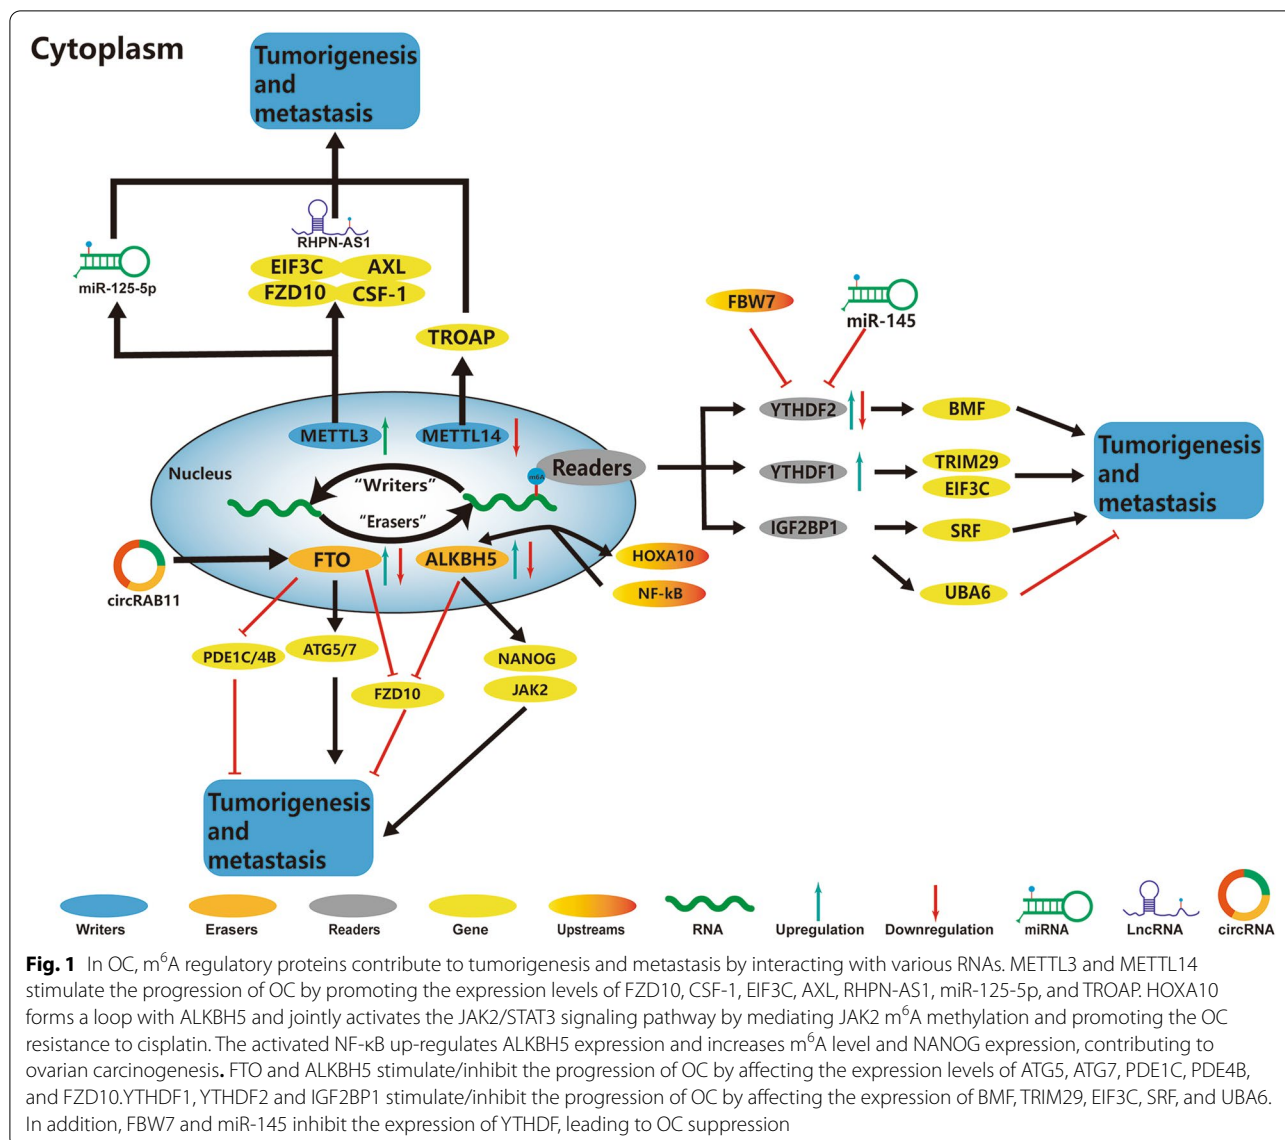 Cytoplasm
Tumorigenesis
and
metastasis
RHPN-AS1
miR-125-5p
EIF3C
AXL
FZD10
CSF-1
TROAP
FBW7
miR-145
METTL3
METTL14
Nucleus
"Writers"
"Erasers"
m6A
Readers
YTHDF2
BMF
YTHDF1
TRIM29
EIF3C
IGF2BP1
SRF
UBA6
Tumorigenesis
and
metastasis
circRAB11
FTO
ALKBH5
HOXA10
NF-kB
PDE1C/4B
ATG5/7
FZD10
NANOG
JAK2
Tumorigenesis
and
metastasis
Writers
Erasers
Readers
Gene
Upstreams
RNA
Upregulation
Downregulation
miRNA
LncRNA
circRNA
Fig. 1 In OC, m⁶A regulatory proteins contribute to tumorigenesis and metastasis by interacting with various RNAs. METTL3 and METTL14
stimulate the progression of OC by promoting the expression levels of FZD10, CSF-1, EIF3C, AXL, RHPN-AS1, miR-125-5p, and TROAP. HOXA10
forms a loop with ALKBH5 and jointly activates the JAK2/STAT3 signaling pathway by mediating JAK2 m⁶A methylation and promoting the OC
resistance to cisplatin. The activated NF-κB up-regulates ALKBH5 expression and increases m⁶A level and NANOG expression, contributing to
ovarian carcinogenesis. FTO and ALKBH5 stimulate/inhibit the progression of OC by affecting the expression levels of ATG5, ATG7, PDE1C, PDE4B,
and FZD10.YTHDF1, YTHDF2 and IGF2BP1 stimulate/inhibit the progression of OC by affecting the expression of BMF, TRIM29, EIF3C, SRF, and UBA6.
In addition, FBW7 and miR-145 inhibit the expression of YTHDF, leading to OC suppression